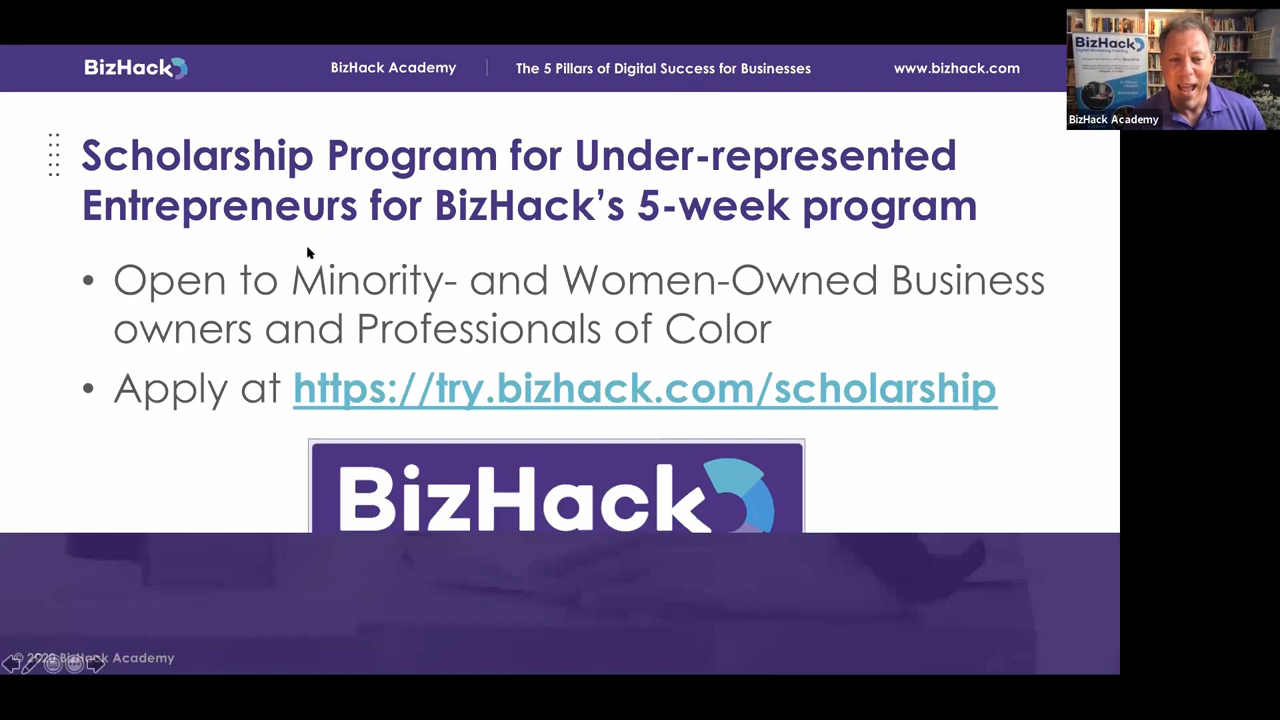 BizHack
BizHack Academy
The 5 Pillars of Digital Success for Businesses
www.bizhack.com
BizHack
BizHack Academy
Scholarship Program for Under-represented
Entrepreneurs for BizHack’s 5-week program
• Open to Minority- and Women-Owned Business
owners and Professionals of Color
• Apply at https://try.bizhack.com/scholarship
BizHack
© 2020 BizHack Academy